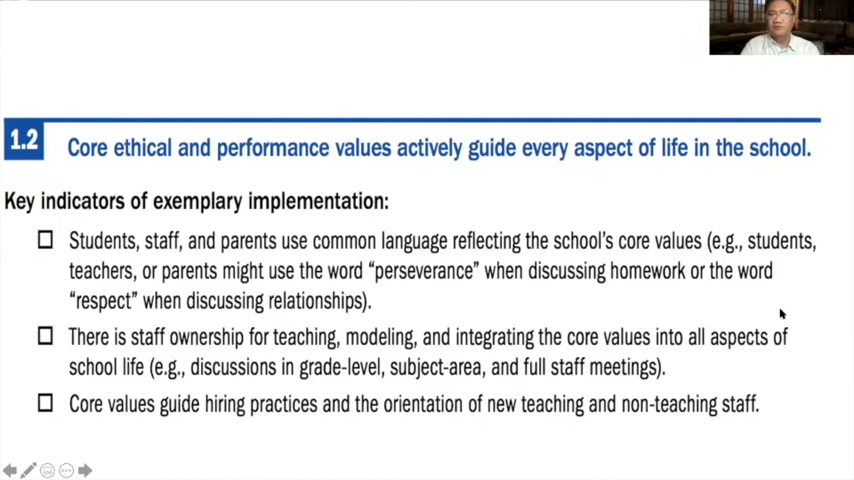 1.2 Core ethical and performance values actively guide every aspect of life in the school.
Key indicators of exemplary implementation:
Students, staff, and parents use common language reflecting the school's core values (e.g., students,
teachers, or parents might use the word “perseverance” when discussing homework or the word
“respect” when discussing relationships).
There is staff ownership for teaching, modeling, and integrating the core values into all aspects of
school life (e.g., discussions in grade-level, subject-area, and full staff meetings).
Core values guide hiring practices and the orientation of new teaching and non-teaching staff.